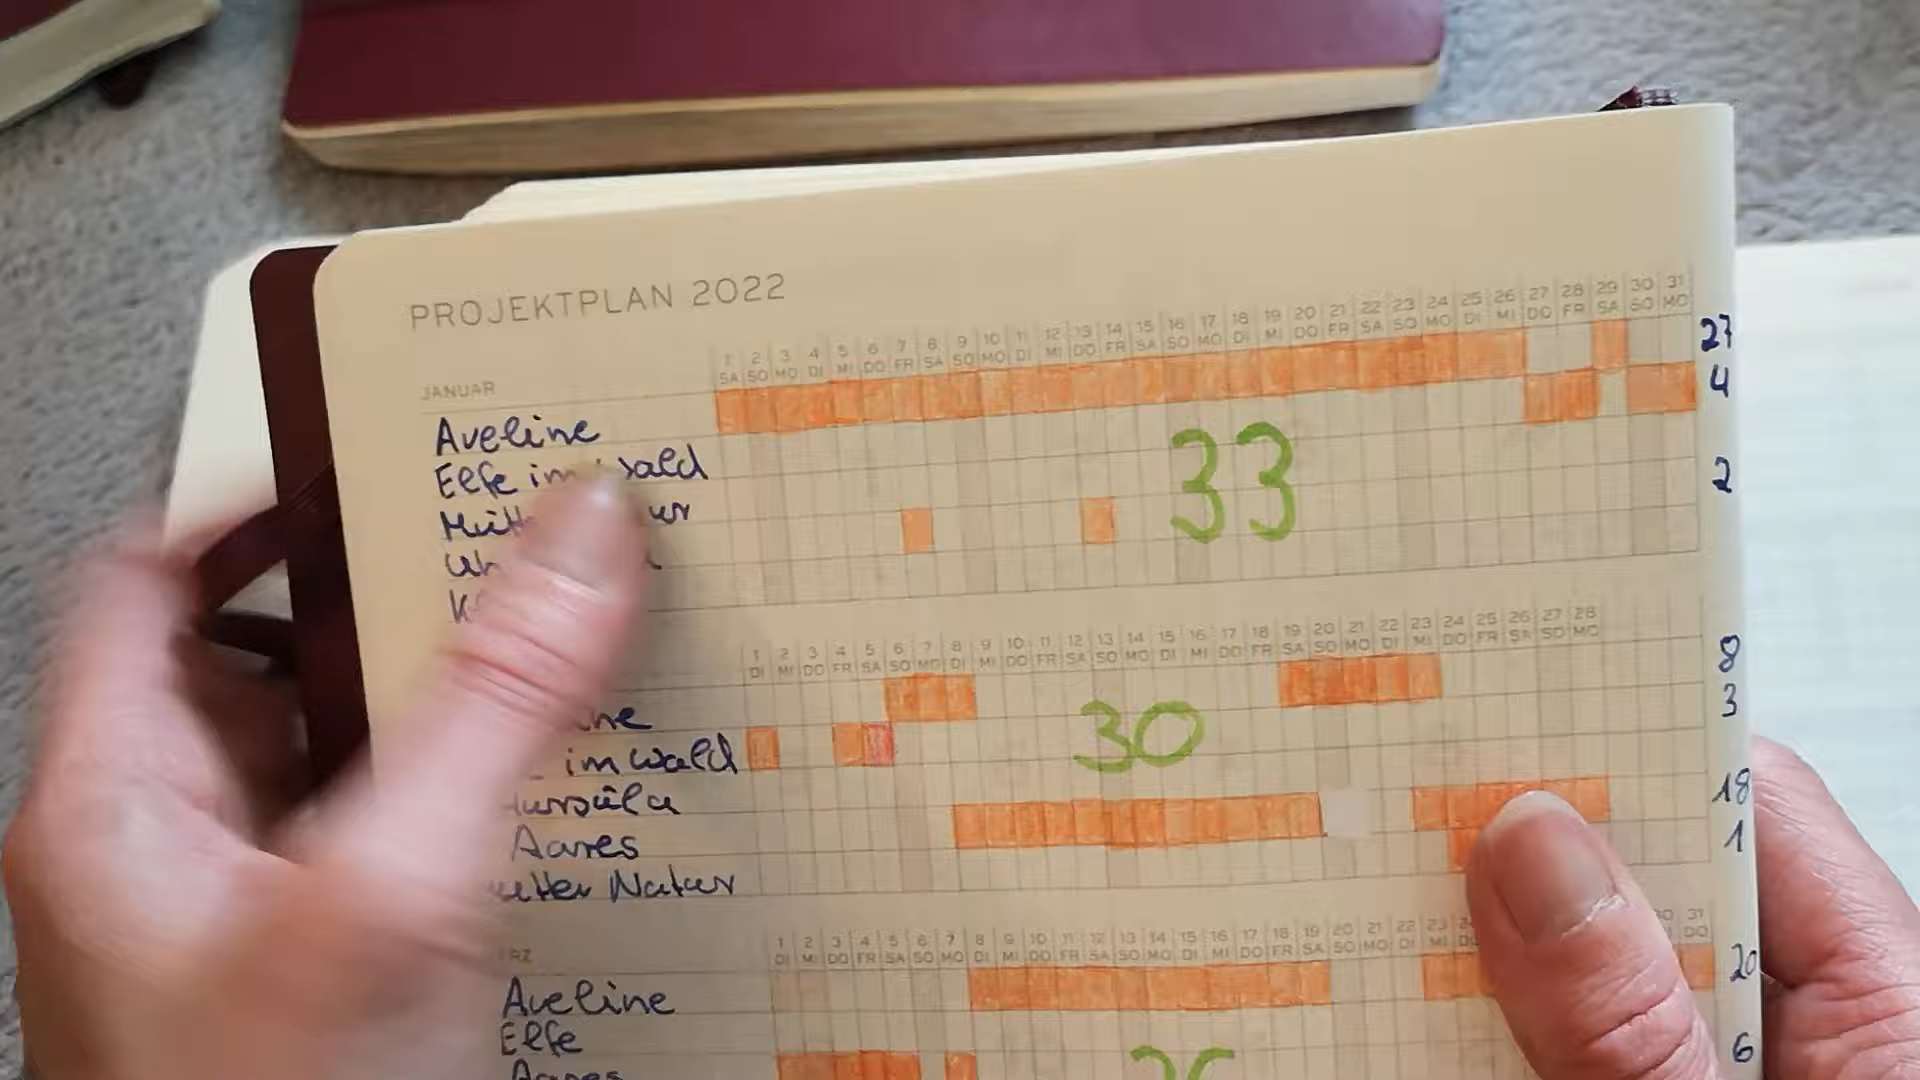 PROJEKTPLAN 2022
JANUAR
1 2 3 4 5 6 7 8 9 10 11 12 13 14 15 16 17 18 19 20 21 22 23 24 25 26 27 28 29 30 31
SA SO MO DI MI DO FR SA SO MO DI MI DO FR SA SO MO DI MI DO FR SA SO MO DI MI DO FR SA SO MO
Aveline 27
Elfe im Wald 4
33
2
1 2 3 4 5 6 7 8 9 10 11 12 13 14 15 16 17 18 19 20 21 22 23 24 25 26 27 28
DI MI DO FR SA SO MO DI MI DO FR SA SO MO DI MI DO FR SA SO MO DI MI DO FR SA SO MO
8
im Wald 30 3
18
Aares 1
Natur
1 2 3 4 5 6 7 8 9 10 11 12 13 14 15 16 17 18 19 20 21 22 23 30 31
DI MI DO FR SA SO MO DI MI DO FR SA SO MO DI MI DO FR SA SO MO DI MI DO
Aveline 20
Elfe
Aares 6